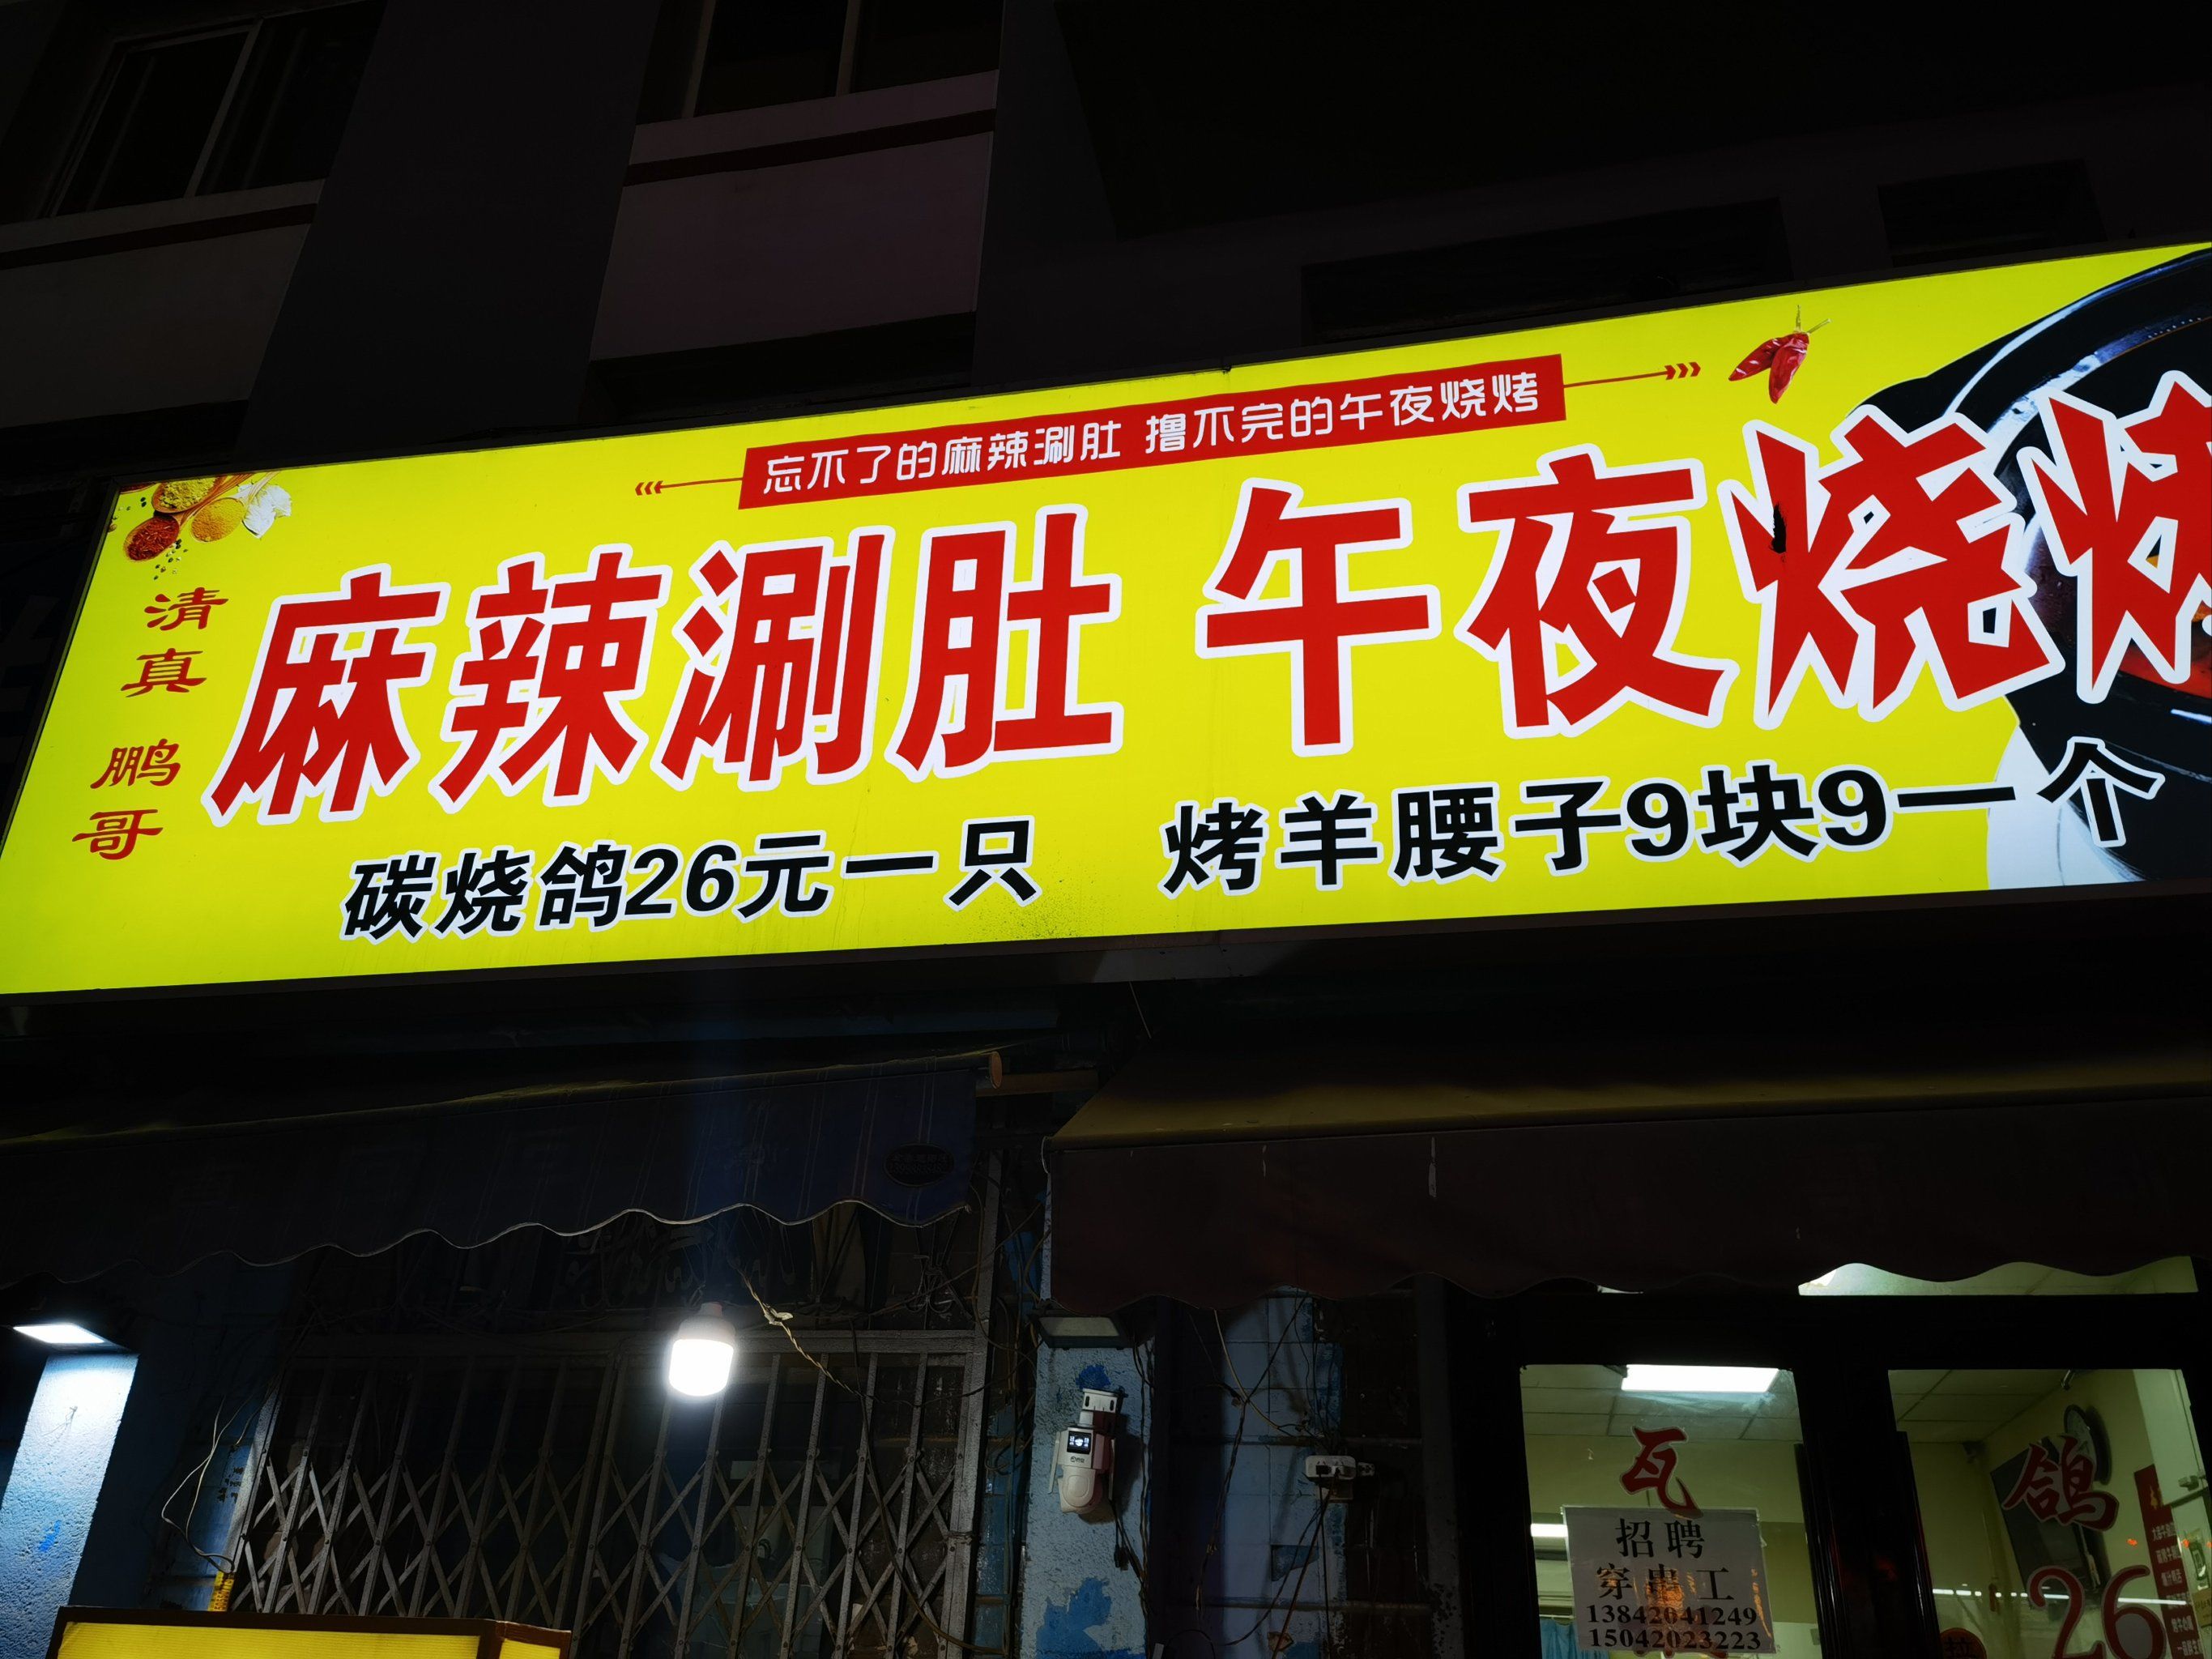 忘不了的麻辣涮肚 撸不完的午夜烧烤
清真 鹏哥
麻辣涮肚 午夜烧烤
碳烧鸽26元一只 烤羊腰子9块9一个
瓦
招聘
穿串工
13842041249
15042023223
鸽
26